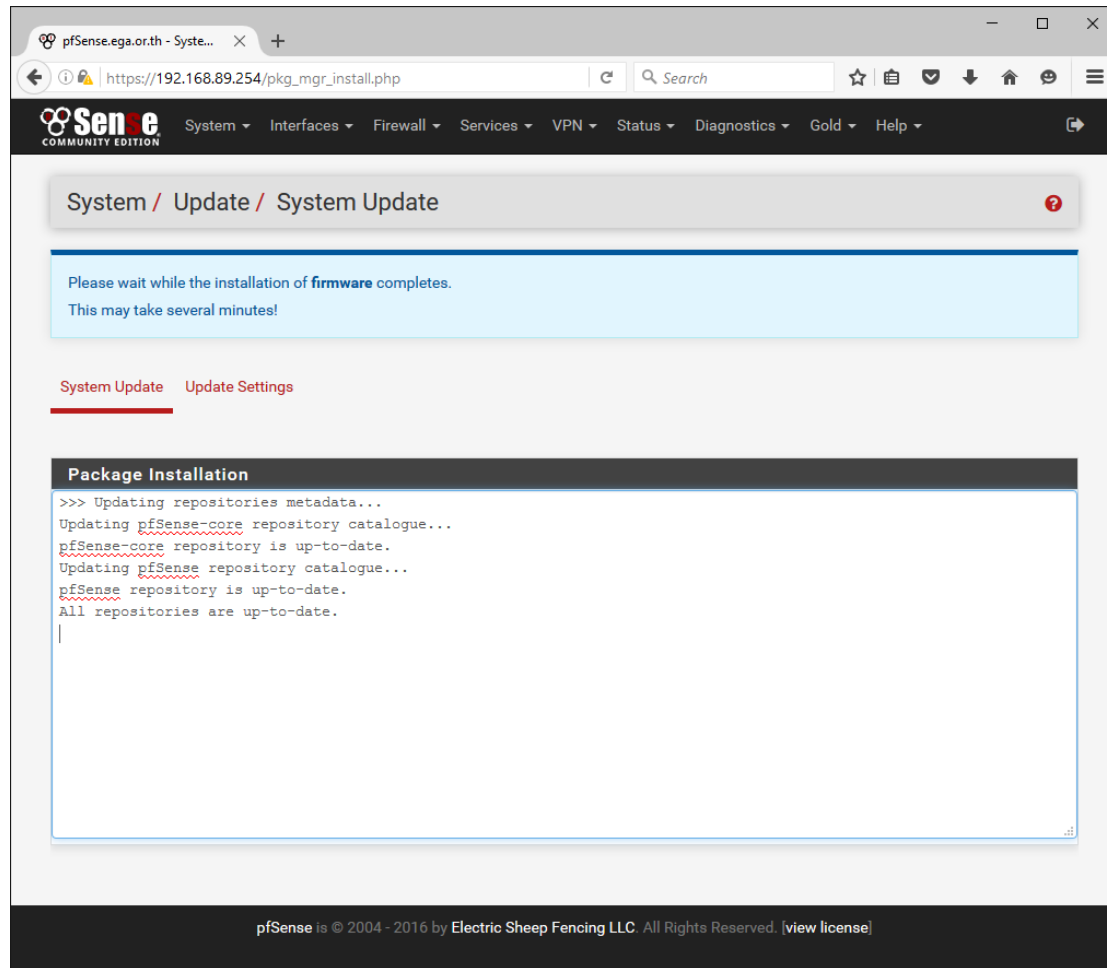 pfSense.ega.or.th - Syste...
https://192.168.89.254/pkg_mgr_install.php
Search
Sense
COMMUNITY EDITION
System Interfaces Firewall Services VPN Status Diagnostics Gold Help
System / Update / System Update
Please wait while the installation of firmware completes.
This may take several minutes!
System Update Update Settings
Package Installation
>>> Updating repositories metadata...
Updating pfSense-core repository catalogue...
pfSense-core repository is up-to-date.
Updating pfSense repository catalogue...
pfSense repository is up-to-date.
All repositories are up-to-date.
pfSense is © 2004 - 2016 by Electric Sheep Fencing LLC. All Rights Reserved. [view license]